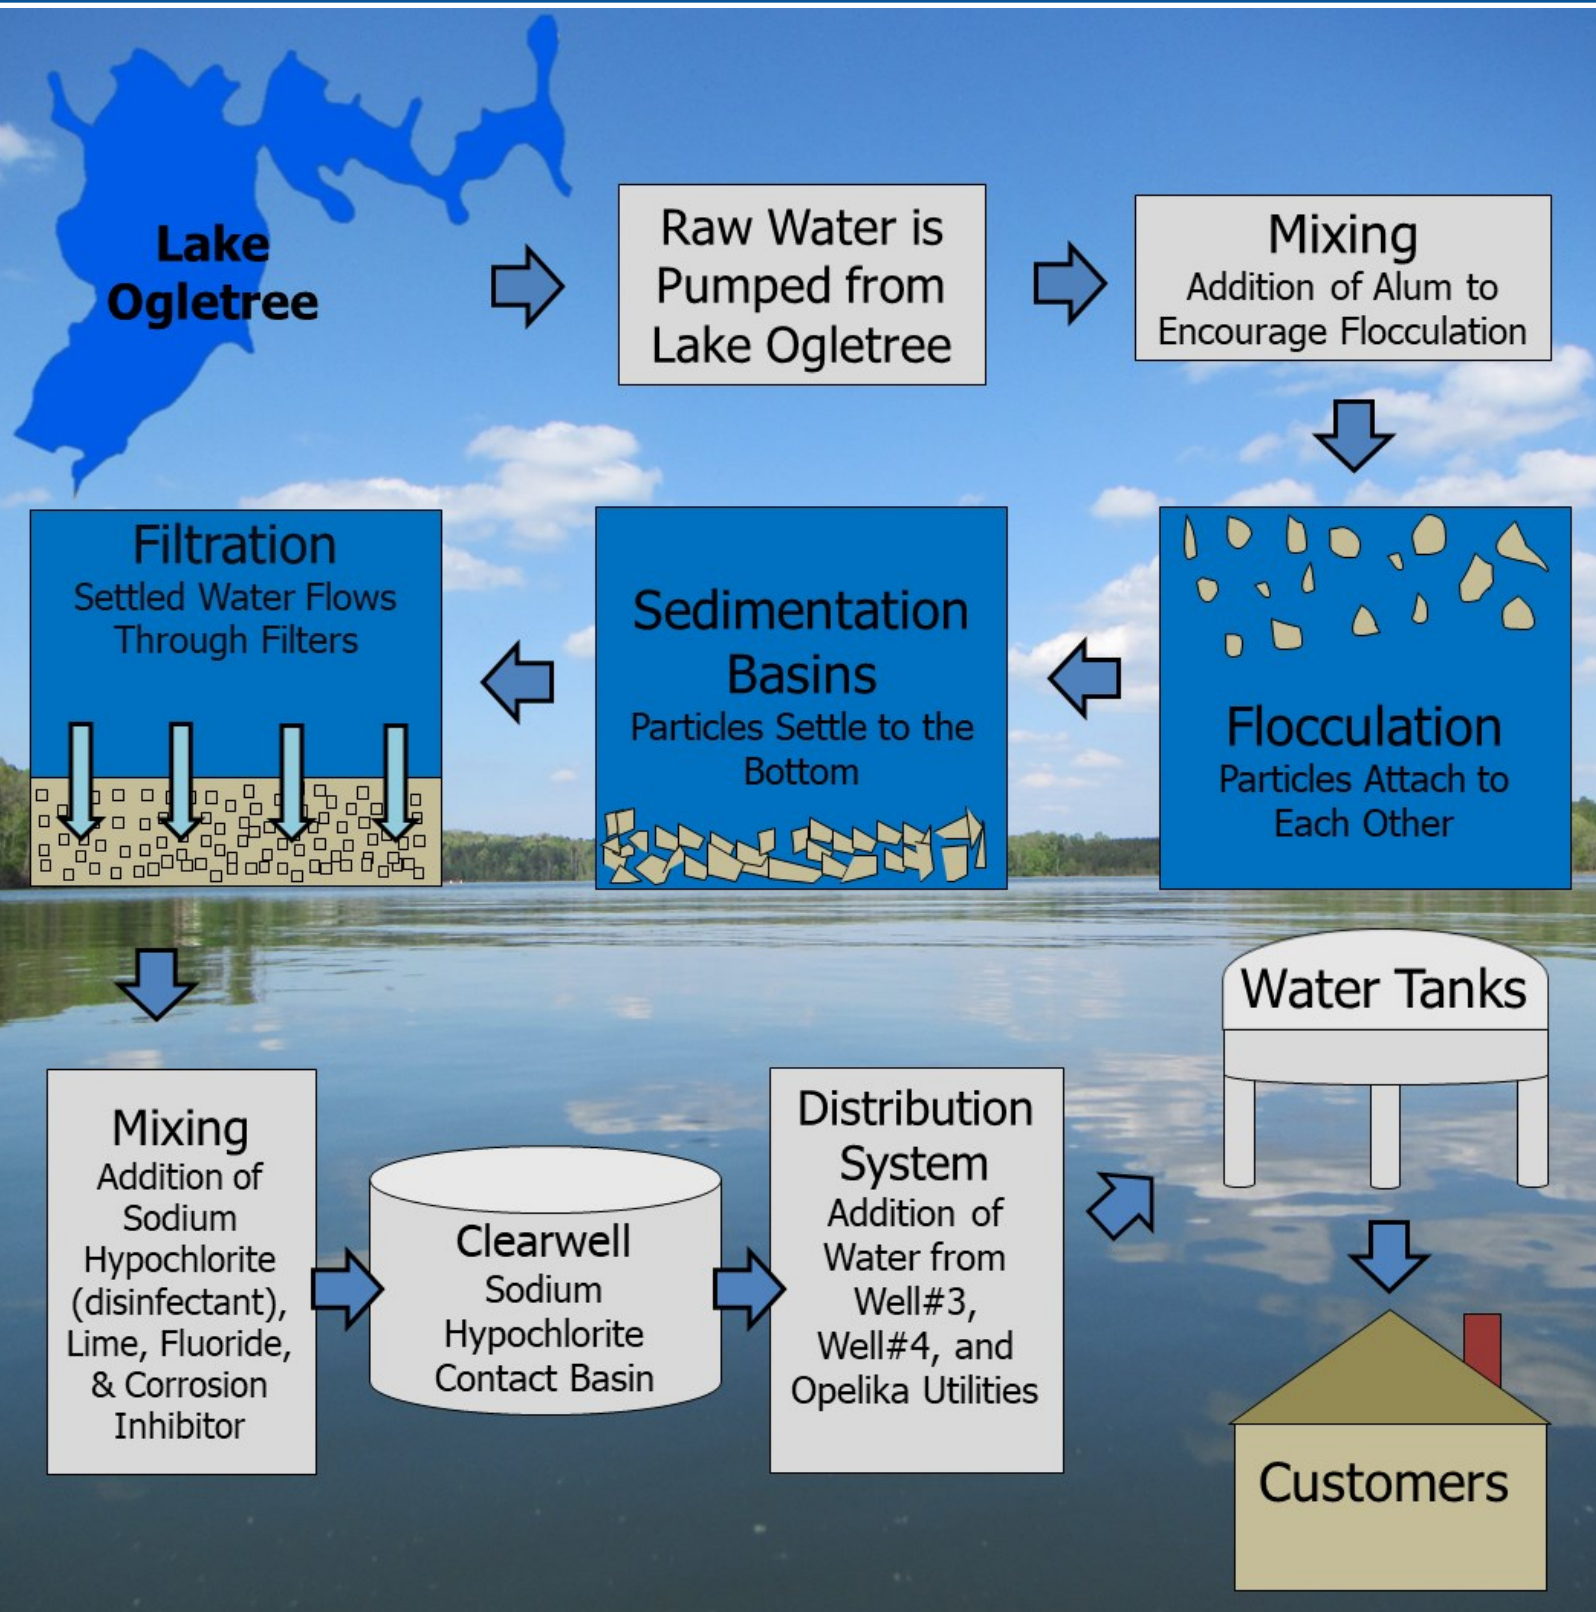 Lake
Ogletree
Raw Water is
Pumped from
Lake Ogletree
Mixing
Addition of Alum to
Encourage Flocculation
Flocculation
Particles Attach to
Each Other
Sedimentation
Basins
Particles Settle to the
Bottom
Filtration
Settled Water Flows
Through Filters
Mixing
Addition of
Sodium
Hypochlorite
(disinfectant),
Lime, Fluoride,
& Corrosion
Inhibitor
Clearwell
Sodium
Hypochlorite
Contact Basin
Distribution
System
Addition of
Water from
Well#3,
Well#4, and
Opelika Utilities
Water Tanks
Customers